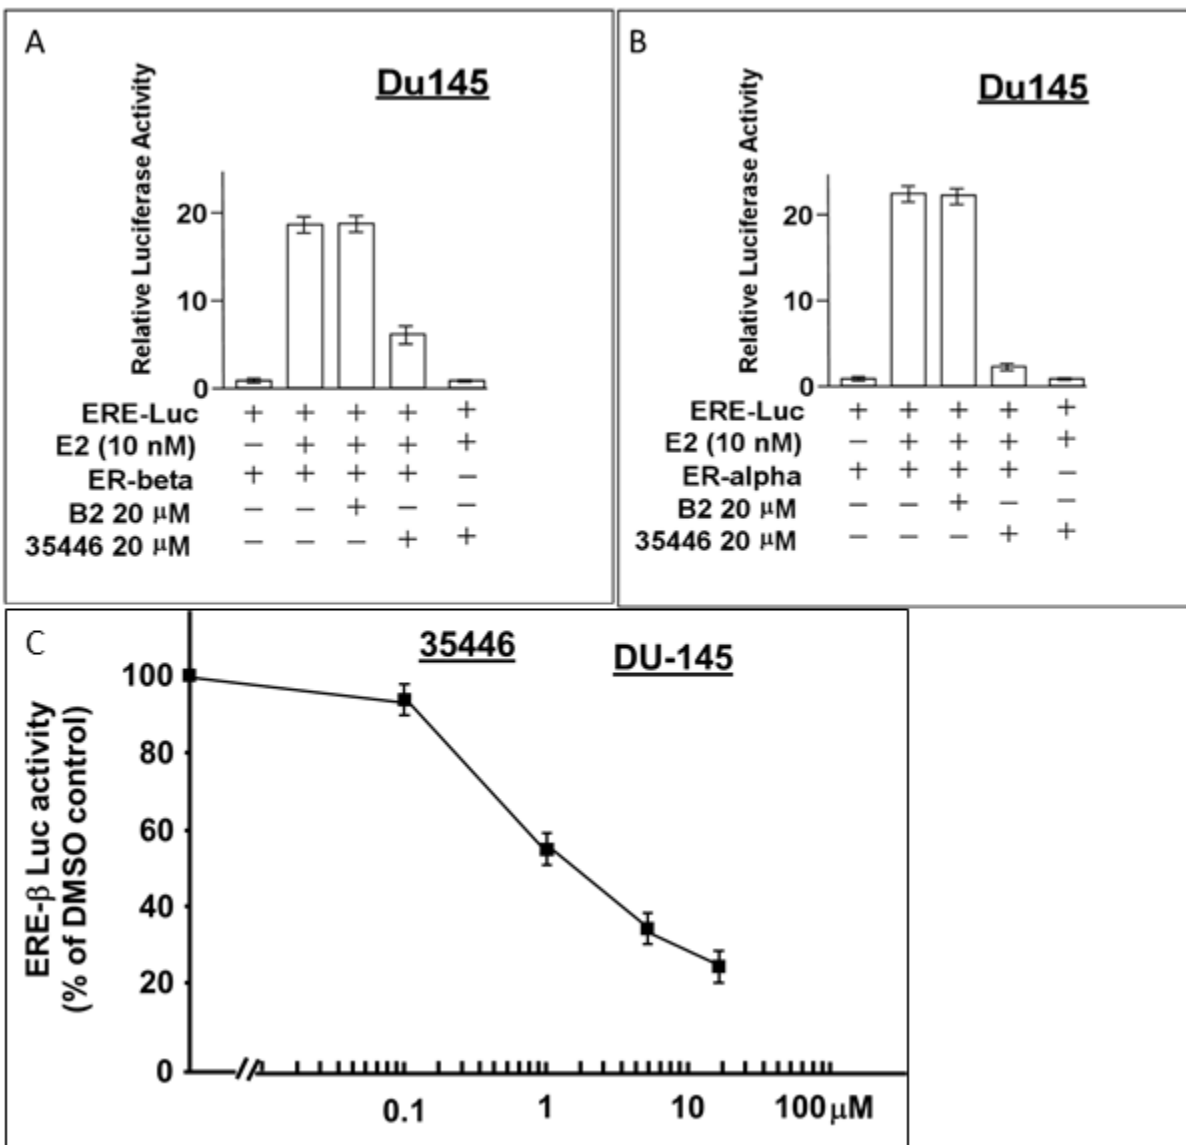 A
Du145
Relative Luciferase Activity
20
10
0
ERE-Luc + + + + +
E2 (10 nM) – + + + +
ER-beta + + + + –
B2 20 μM – – + – –
35446 20 μM – – – + +
B
Du145
Relative Luciferase Activity
20
10
0
ERE-Luc + + + + +
E2 (10 nM) – + + + +
ER-alpha + + + + –
B2 20 μM – – + – –
35446 20 μM – – – + +
C
35446
DU-145
ERE-β Luc activity
(% of DMSO control)
100
80
60
40
20
0
0.1 1 10 100 μM